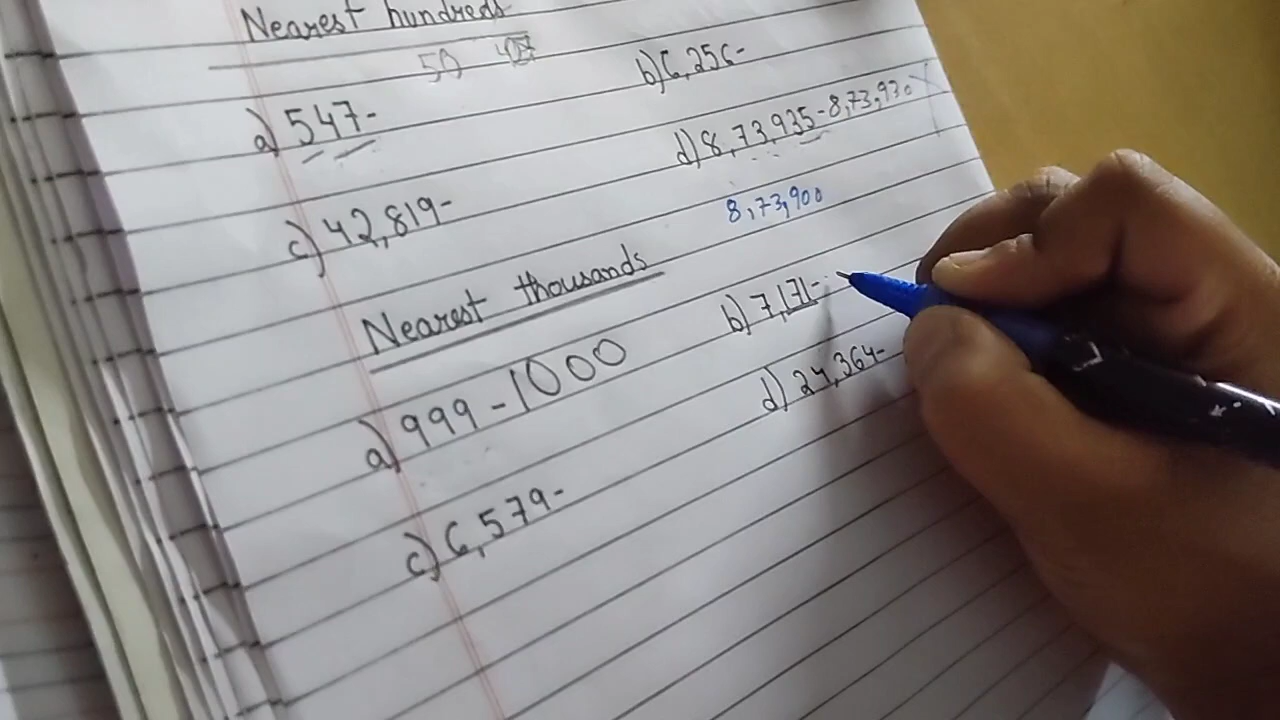 Nearest hundreds
50
a) 547- b) 6,256-
c) 42,819- d) 8,73,935-8,73,930 X
8,73,900
Nearest thousands
a) 999-1000 b) 7,171-
c) 6,579- d) 24,364-